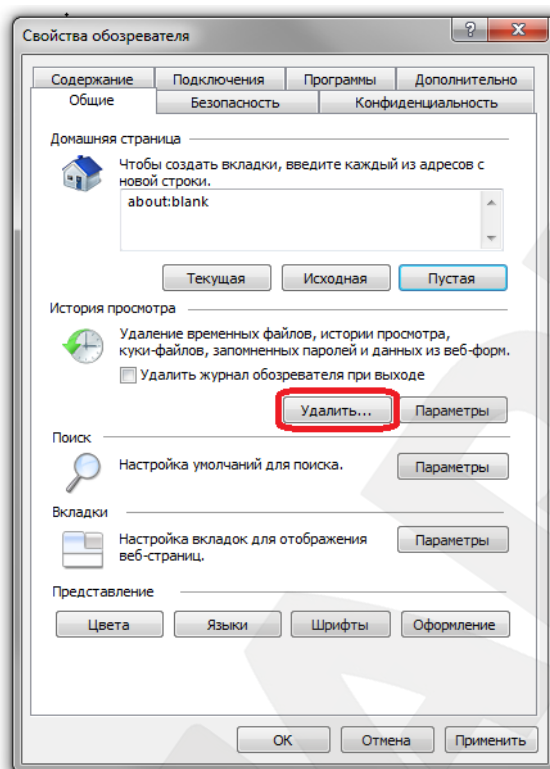 Свойства обозревателя
Содержание Подключения Программы Дополнительно
Общие Безопасность Конфиденциальность
Домашняя страница
Чтобы создать вкладки, введите каждый из адресов с
новой строки.
about:blank
Текущая Исходная Пустая
История просмотра
Удаление временных файлов, истории просмотра,
куки-файлов, запомненных паролей и данных из веб-форм.
Удалить журнал обозревателя при выходе
Удалить... Параметры
Поиск
Настройка умолчаний для поиска. Параметры
Вкладки
Настройка вкладок для отображения
веб-страниц.
Параметры
Представление
Цвета Языки Шрифты Оформление
ОК Отмена Применить